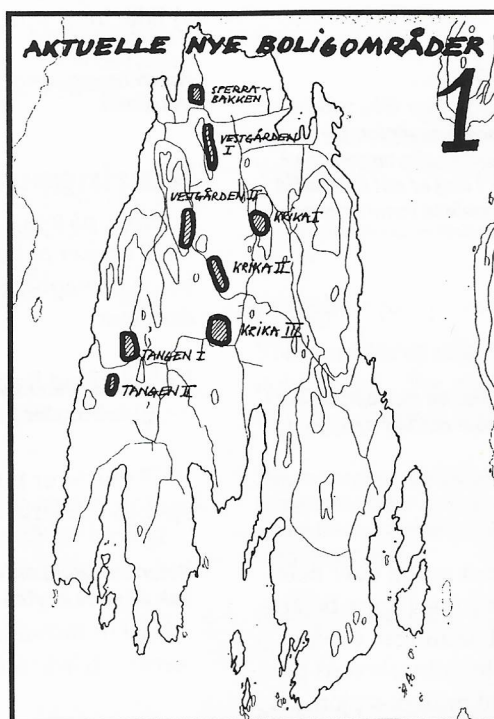 AKTUELLE NYE BOLIGOMRÅDER
1
SPERRA-
BAKKEN
VESTGÅRDEN
I
VESTGÅRDEN II
KRIKA I
KRIKA II
KRIKA III
TANGEN I
TANGEN II